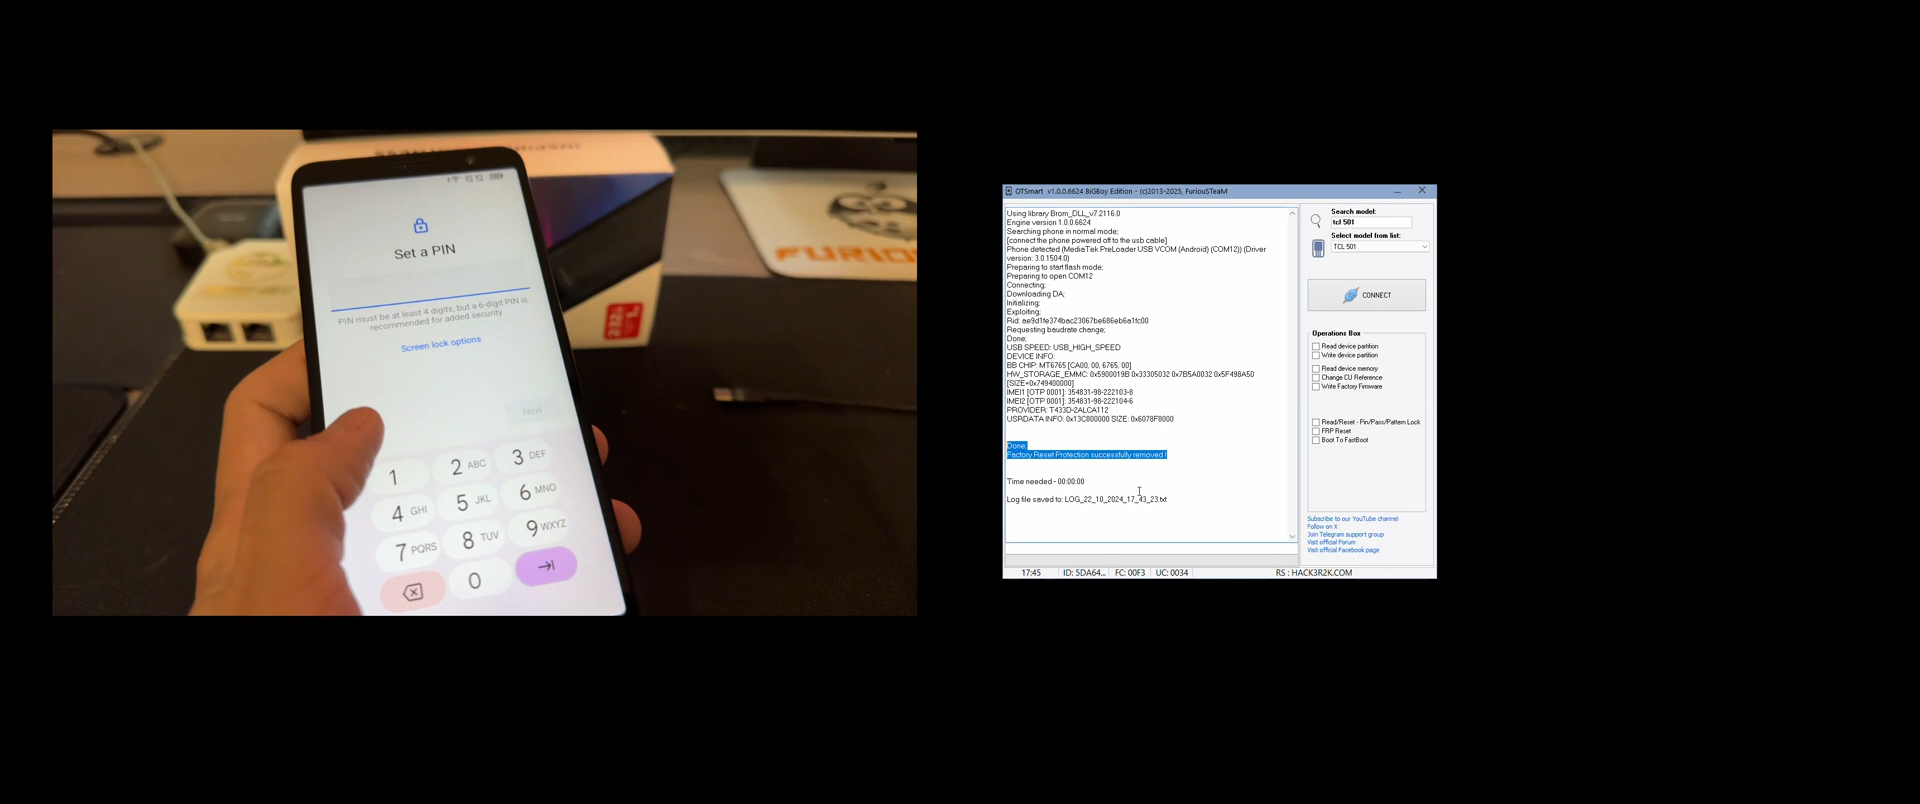 Set a PIN
PIN must be at least 4 digits, but a 6-digit PIN is
recommended for added security
Screen lock options
Next
1
2 ABC
3 DEF
4 GHI
5 JKL
6 MNO
7 PQRS
8 TUV
9 WXYZ
0
FURIOU
OTSmart v1.0.0.6624 BiGBoy Edition - (c)2013-2025, FuriouSTeaM
Using library Brom_DLL_v7.2116.0
Engine version 1.0.0.6624
Searching phone in normal mode;
[connect the phone powered off to the usb cable]
Phone detected (MediaTek PreLoader USB VCOM (Android) (COM12)) (Driver
version: 3.0.1504.0)
Preparing to start flash mode;
Preparing to open COM12
Connecting;
Downloading DA;
Initializing;
Exploiting;
Rid: ae9d1fe374bac23067be686eb6a1fc00
Requesting baudrate change;
Done;
USB SPEED: USB_HIGH_SPEED
DEVICE INFO:
BB CHIP: MT6765 [CA00, 00, 6765, 00]
HW_STORAGE_EMMC: 0x5900019B 0x33305032 0x7B5A0032 0x5F498A50
[SIZE=0x749400000]
IMEI1 [OTP 0001]: 354831-98-222103-8
IMEI2 [OTP 0001]: 354831-98-222104-6
PROVIDER: T433D-2ALCA112
USRDATA INFO: 0x13C800000 SIZE: 0x6078F8000
Done;
Factory Reset Protection successfully removed !
Time needed - 00:00:00
Log file saved to: LOG_22_10_2024_17_43_23.txt
Search model:
tcl 501
Select model from list:
TCL 501
CONNECT
Operations Box
Read device partition
Write device partition
Read device memory
Change CU Reference
Write Factory Firmware
Read/Reset - Pin/Pass/Pattern Lock
FRP Reset
Boot To FastBoot
Subscribe to our YouTube channel
Follow on X
Join Telegram support group
Visit official Forum
Visit official Facebook page
17:45 ID: 5DA64... FC: 00F3 UC: 0034 RS : HACK3R2K.COM